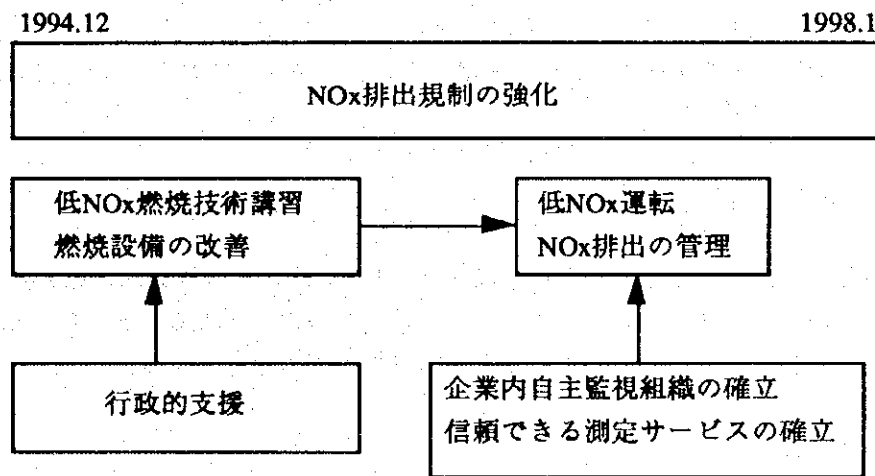 1994.12
1998.1
NOx排出規制の強化
低NOx燃焼技術講習
燃焼設備の改善
低NOx運転
NOx排出の管理
行政的支援
企業内自主監視組織の確立
信頼できる測定サービスの確立